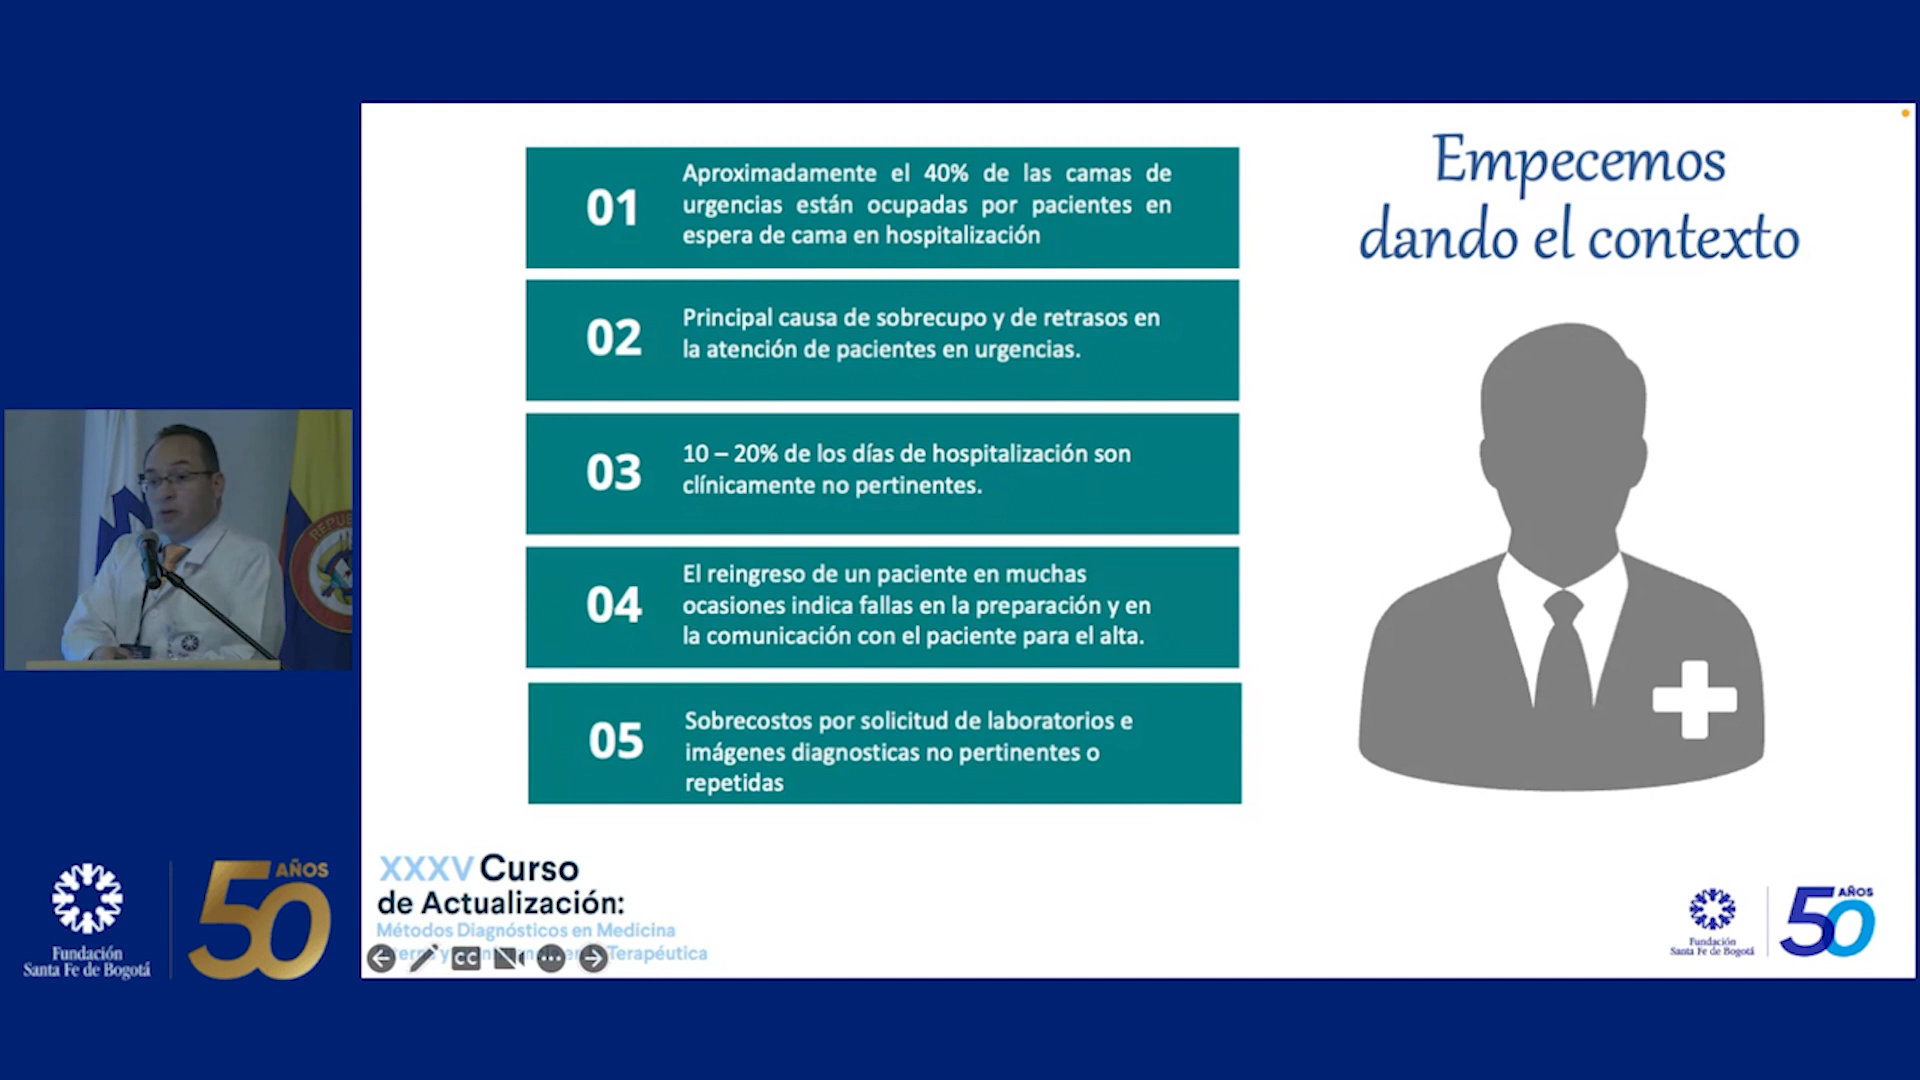 Empecemos
dando el contexto
01
Aproximadamente el 40% de las camas de
urgencias están ocupadas por pacientes en
espera de cama en hospitalización
02
Principal causa de sobrecupo y de retrasos en
la atención de pacientes en urgencias.
03
10 – 20% de los días de hospitalización son
clínicamente no pertinentes.
04
El reingreso de un paciente en muchas
ocasiones indica fallas en la preparación y en
la comunicación con el paciente para el alta.
05
Sobrecostos por solicitud de laboratorios e
imágenes diagnosticas no pertinentes o
repetidas
REPU
XXXV Curso
de Actualización:
Métodos Diagnósticos en Medicina
Terapéutica
CC
Fundación
Santa Fe de Bogotá
50 AÑOS
Fundación
Santa Fe de Bogotá
50 AÑOS